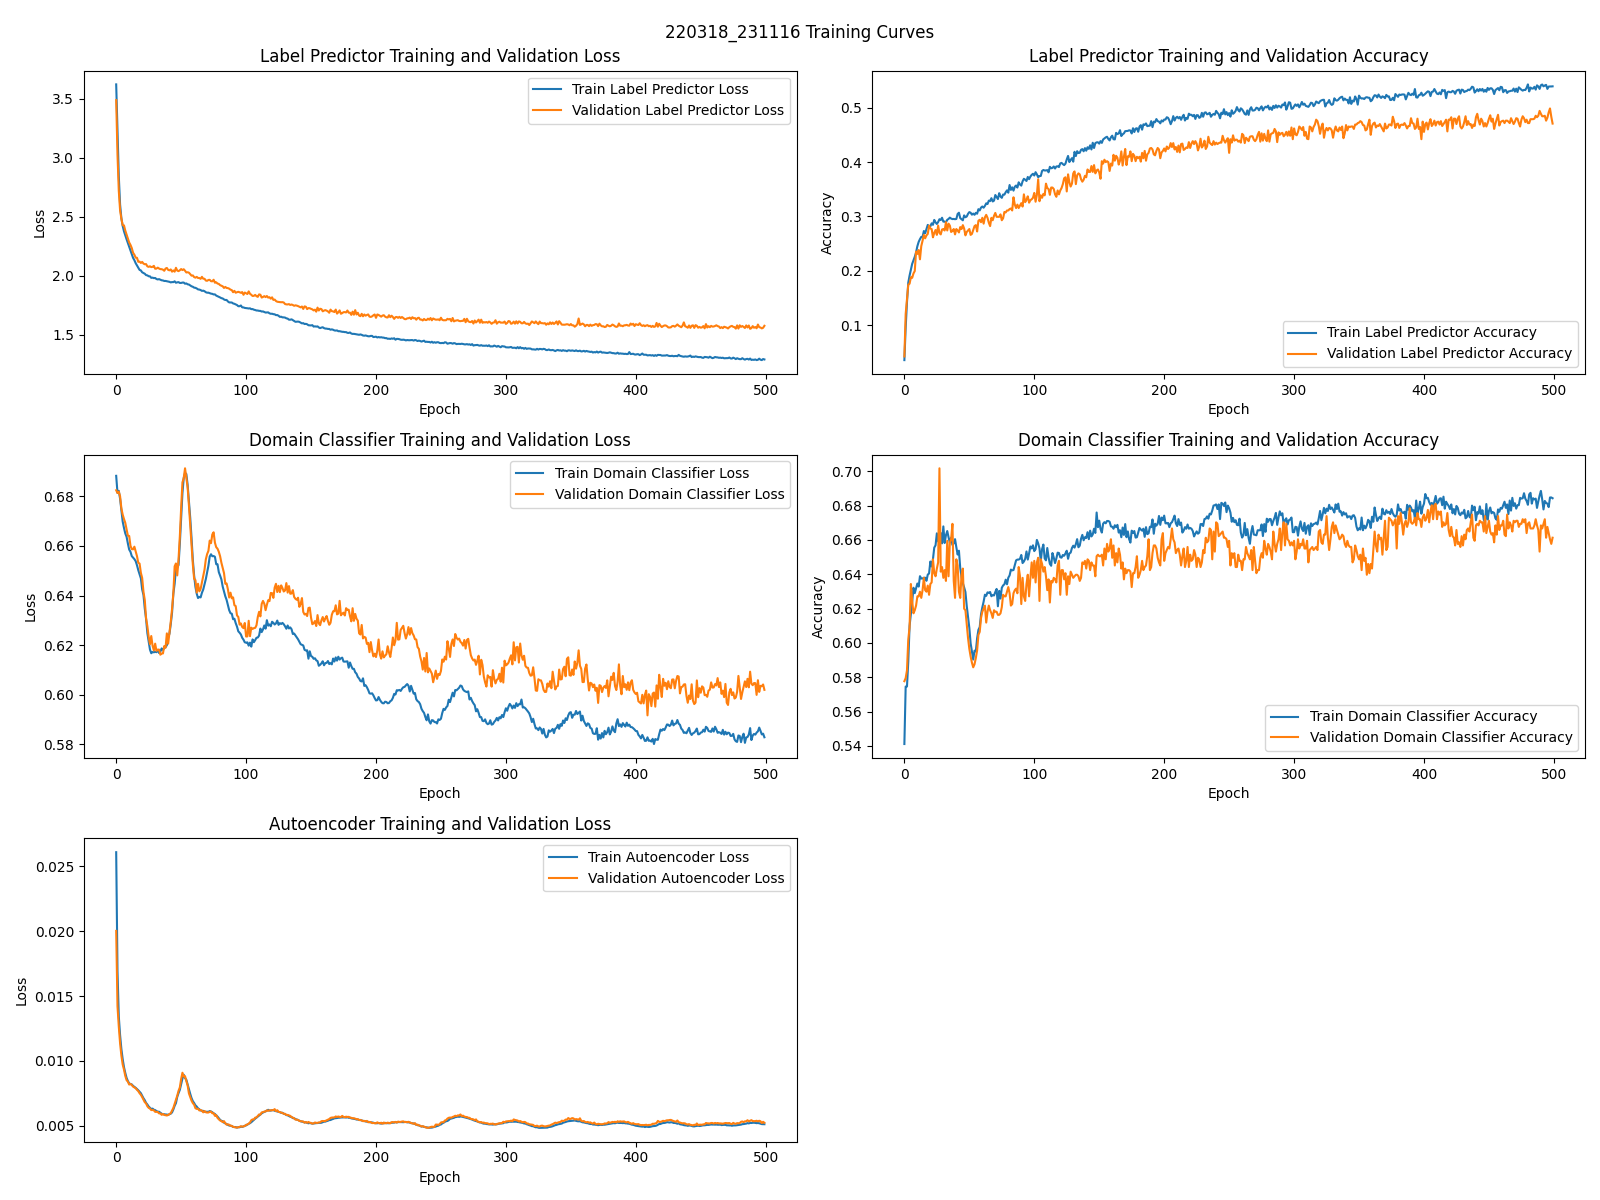 220318_231116 Training Curves
Label Predictor Training and Validation Loss
3.5
3.0
2.5
2.0
1.5
Loss
0 100 200 300 400 500
Epoch
Train Label Predictor Loss
Validation Label Predictor Loss
Label Predictor Training and Validation Accuracy
0.5
0.4
0.3
0.2
0.1
Accuracy
0 100 200 300 400 500
Epoch
Train Label Predictor Accuracy
Validation Label Predictor Accuracy
Domain Classifier Training and Validation Loss
0.68
0.66
0.64
0.62
0.60
0.58
Loss
0 100 200 300 400 500
Epoch
Train Domain Classifier Loss
Validation Domain Classifier Loss
Domain Classifier Training and Validation Accuracy
0.70
0.68
0.66
0.64
0.62
0.60
0.58
0.56
0.54
Accuracy
0 100 200 300 400 500
Epoch
Train Domain Classifier Accuracy
Validation Domain Classifier Accuracy
Autoencoder Training and Validation Loss
0.025
0.020
0.015
0.010
0.005
Loss
0 100 200 300 400 500
Epoch
Train Autoencoder Loss
Validation Autoencoder Loss